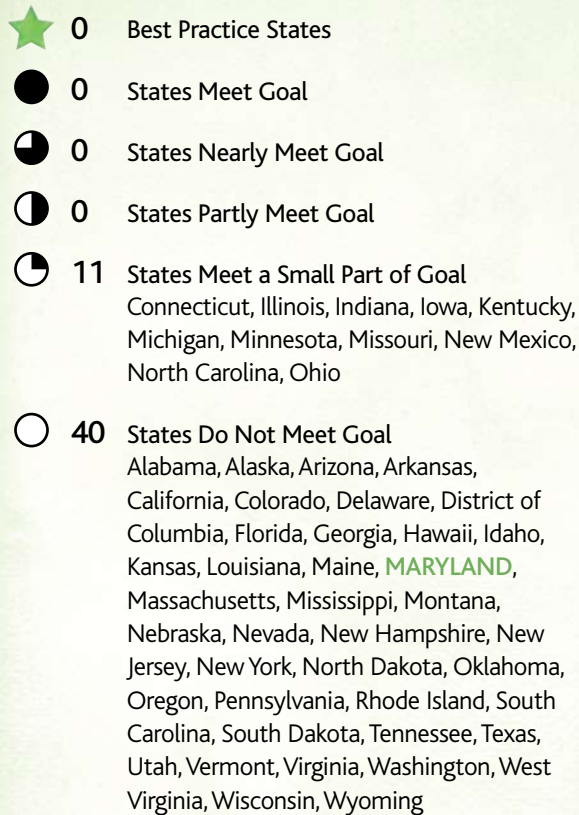 0 Best Practice States
0 States Meet Goal
0 States Nearly Meet Goal
0 States Partly Meet Goal
11 States Meet a Small Part of Goal
Connecticut, Illinois, Indiana, Iowa, Kentucky,
Michigan, Minnesota, Missouri, New Mexico,
North Carolina, Ohio
40 States Do Not Meet Goal
Alabama, Alaska, Arizona, Arkansas,
California, Colorado, Delaware, District of
Columbia, Florida, Georgia, Hawaii, Idaho,
Kansas, Louisiana, Maine, MARYLAND,
Massachusetts, Mississippi, Montana,
Nebraska, Nevada, New Hampshire, New
Jersey, New York, North Dakota, Oklahoma,
Oregon, Pennsylvania, Rhode Island, South
Carolina, South Dakota, Tennessee, Texas,
Utah, Vermont, Virginia, Washington, West
Virginia, Wisconsin, Wyoming